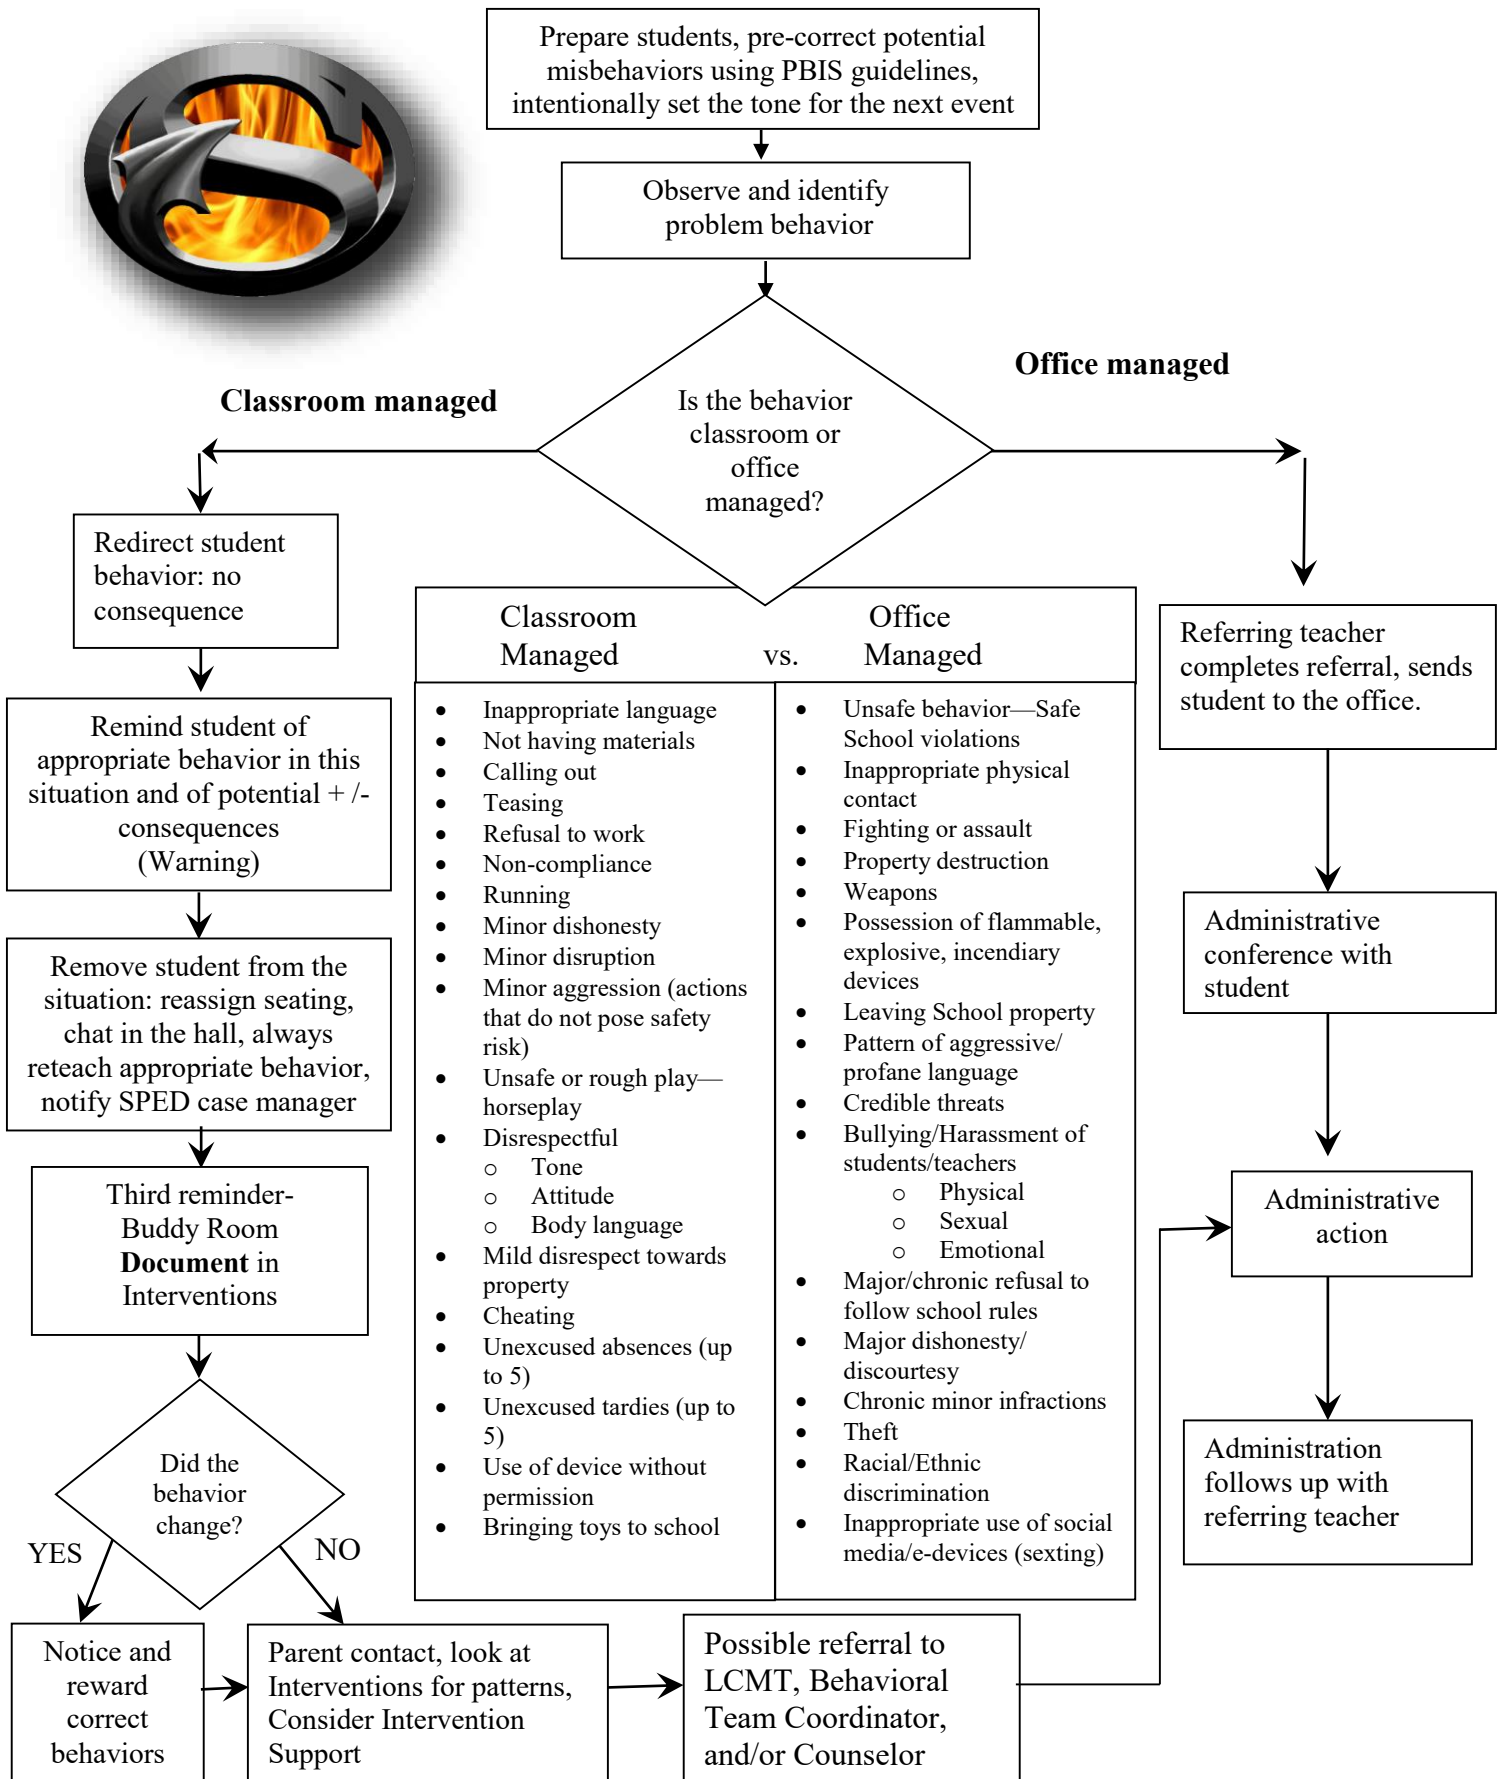 Prepare students, pre-correct potential
misbehaviors using PBIS guidelines,
intentionally set the tone for the next event
Observe and identify
problem behavior
Office managed
Classroom managed
Is the behavior
classroom or
office
managed?
Redirect student
behavior: no
consequence
Remind student of
appropriate behavior in this
situation and of potential + /-
consequences
(Warning)
Remove student from the
situation: reassign seating,
chat in the hall, always
reteach appropriate behavior,
notify SPED case manager
Third reminder-
Buddy Room
Document in
Interventions
Did the
behavior
change?
YES
NO
Notice and
reward
correct
behaviors
Parent contact, look at
Interventions for patterns,
Consider Intervention
Support
Possible referral to
LCMT, Behavioral
Team Coordinator,
and/or Counselor
Classroom
Managed
vs.
Office
Managed
• Inappropriate language
• Not having materials
• Calling out
• Teasing
• Refusal to work
• Non-compliance
• Running
• Minor dishonesty
• Minor disruption
• Minor aggression (actions
that do not pose safety
risk)
• Unsafe or rough play—
horseplay
• Disrespectful
o Tone
o Attitude
o Body language
• Mild disrespect towards
property
• Cheating
• Unexcused absences (up
to 5)
• Unexcused tardies (up to
5)
• Use of device without
permission
• Bringing toys to school
• Unsafe behavior—Safe
School violations
• Inappropriate physical
contact
• Fighting or assault
• Property destruction
• Weapons
• Possession of flammable,
explosive, incendiary
devices
• Leaving School property
• Pattern of aggressive/
profane language
• Credible threats
• Bullying/Harassment of
students/teachers
o Physical
o Sexual
o Emotional
• Major/chronic refusal to
follow school rules
• Major dishonesty/
discourtesy
• Chronic minor infractions
• Theft
• Racial/Ethnic
discrimination
• Inappropriate use of social
media/e-devices (sexting)
Referring teacher
completes referral, sends
student to the office.
Administrative
conference with
student
Administrative
action
Administration
follows up with
referring teacher